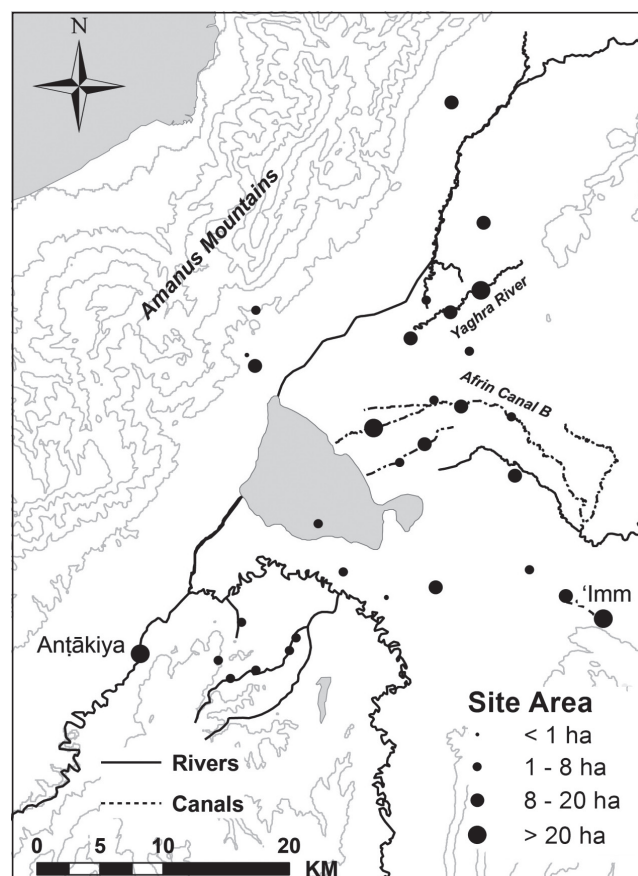 N
Amanus Mountains
Yaghra River
Afrin Canal B
'Imm
Anṭākiya
Site Area
< 1 ha
1 - 8 ha
8 - 20 ha
> 20 ha
Rivers
Canals
0 5 10 20
KM